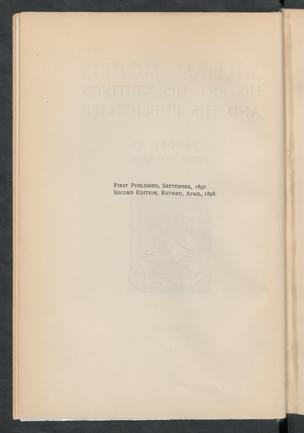 First Published, September, 1897.
Second Edition, Revised, April, 1898.